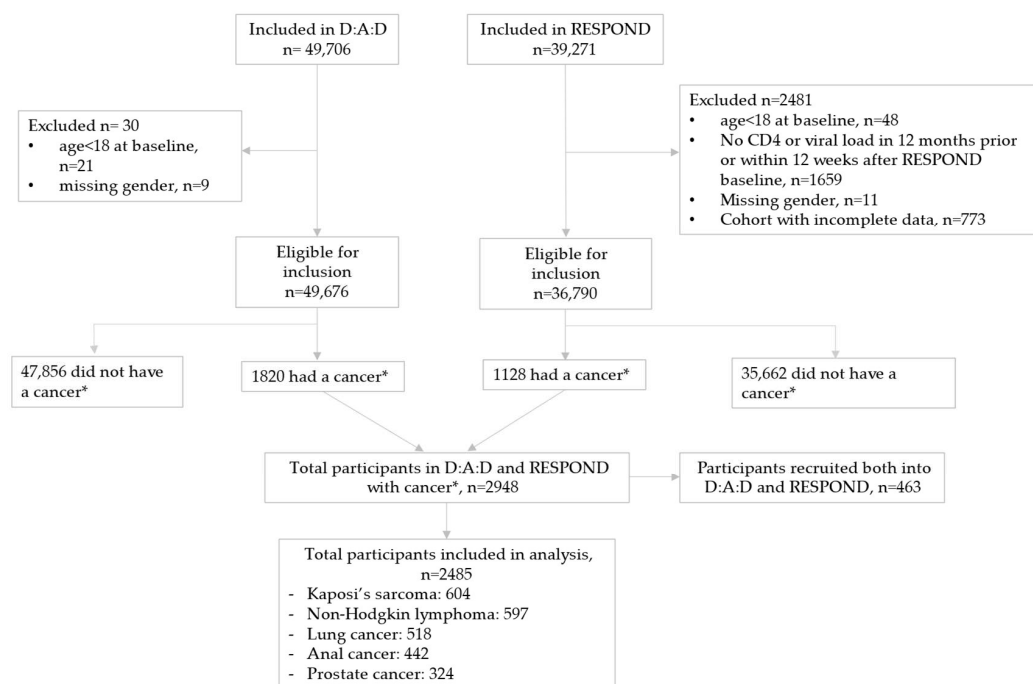 Included in D:A:D
n= 49,706
Included in RESPOND
n=39,271
Excluded n= 30
• age<18 at baseline,
n=21
• missing gender, n=9
Excluded n=2481
• age<18 at baseline, n=48
• No CD4 or viral load in 12 months prior
or within 12 weeks after RESPOND
baseline, n=1659
• Missing gender, n=11
• Cohort with incomplete data, n=773
Eligible for
inclusion
n=49,676
Eligible for
inclusion
n=36,790
47,856 did not have
a cancer*
1820 had a cancer*
1128 had a cancer*
35,662 did not have a
cancer*
Total participants in D:A:D and RESPOND
with cancer*, n=2948
Participants recruited both into
D:A:D and RESPOND, n=463
Total participants included in analysis,
n=2485
- Kaposi's sarcoma: 604
- Non-Hodgkin lymphoma: 597
- Lung cancer: 518
- Anal cancer: 442
- Prostate cancer: 324